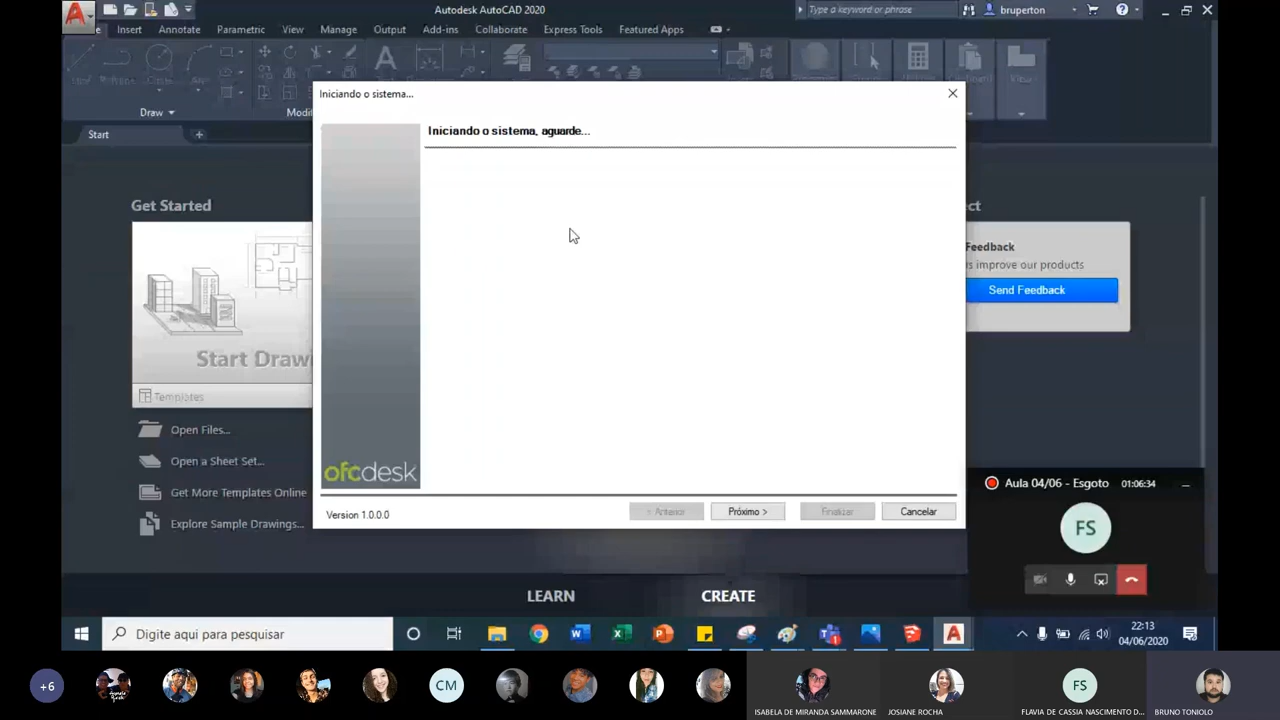 Autodesk AutoCAD 2020
Type a keyword or phrase
bruperton
Insert Annotate Parametric View Manage Output Add-ins Collaborate Express Tools Featured Apps
Draw
Start
Iniciando o sistema...
Iniciando o sistema, aguarde...
ofcdesk
Version 1.0.0.0
< Anterior
Próximo >
Finalizar
Cancelar
Get Started
Start Draw
Templates
Open Files...
Open a Sheet Set...
Get More Templates Online
Explore Sample Drawings...
Feedback
improve our products
Send Feedback
Aula 04/06 - Esgoto 01:06:34
FS
LEARN CREATE
Digite aqui para pesquisar
22:13
04/06/2020
+6
CM
FS
ISABELA DE MIRANDA SAMMARONE
JOSIANE ROCHA
FLAVIA DE CASSIA NASCIMENTO D...
BRUNO TONIOLO